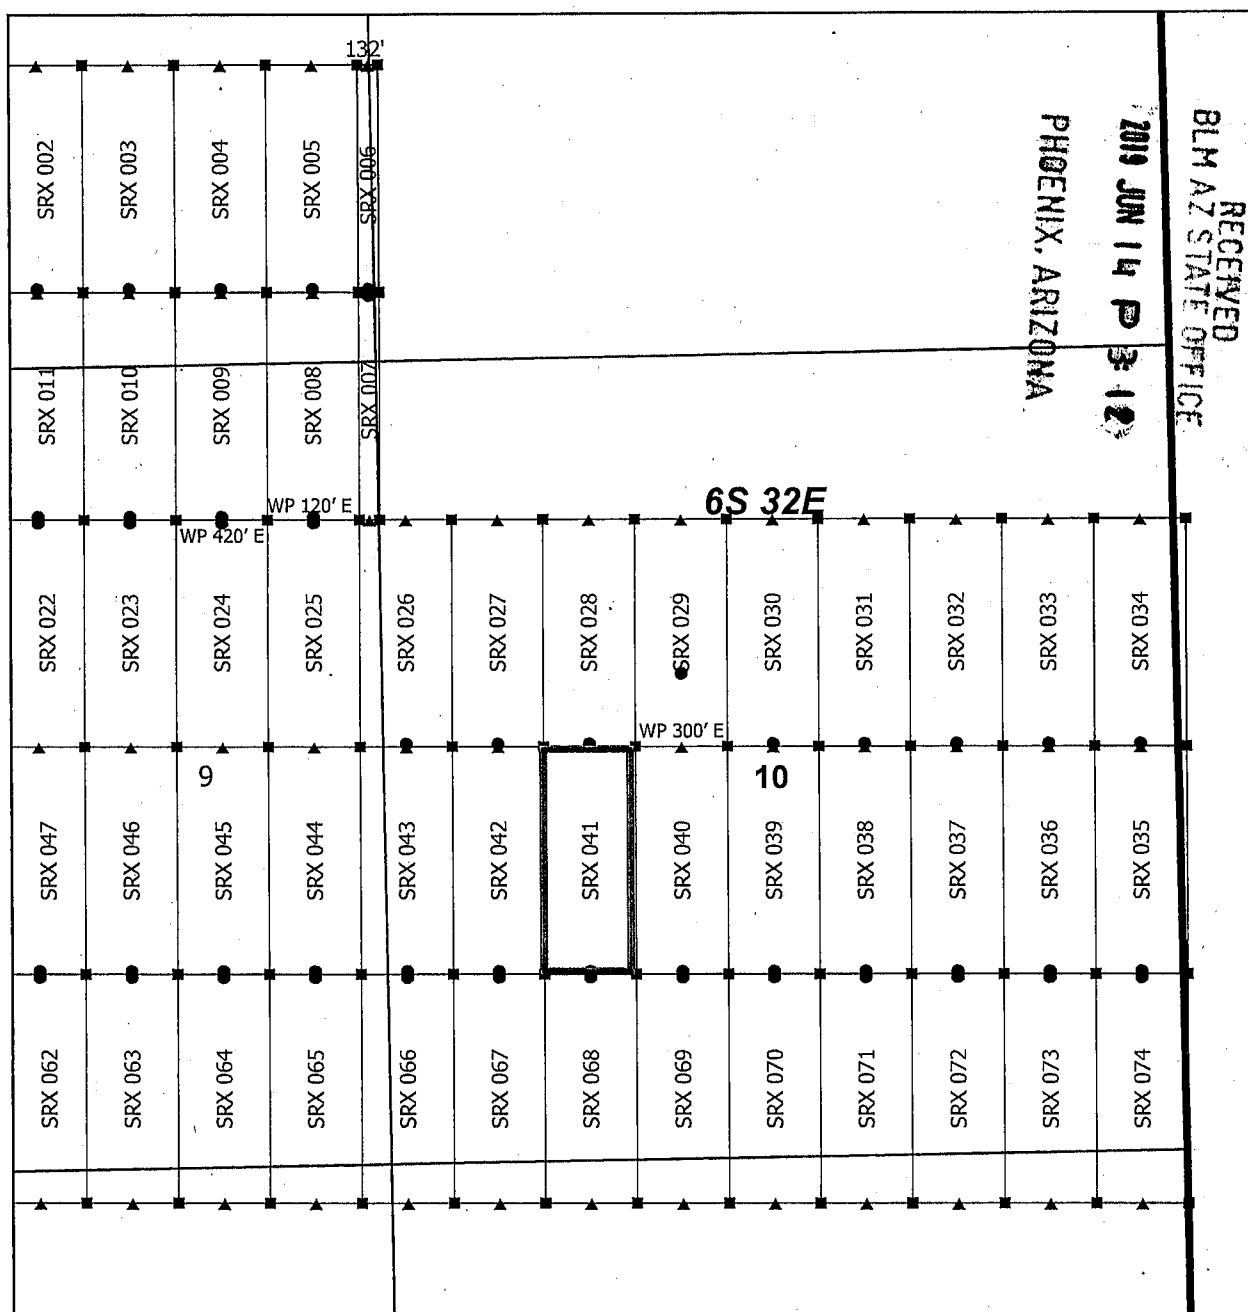 132'
SRX 002
SRX 003
SRX 004
SRX 005
SRX 006
RECEIVED
BLM AZ STATE OFFICE
2019 JUN 14 P 3:12
PHOENIX, ARIZONA
SRX 011
SRX 010
SRX 009
SRX 008
SRX 007
WP 120' E
WP 420' E
6S 32E
SRX 022
SRX 023
SRX 024
SRX 025
SRX 026
SRX 027
SRX 028
SRX 029
SRX 030
SRX 031
SRX 032
SRX 033
SRX 034
WP 300' E
9
10
SRX 047
SRX 046
SRX 045
SRX 044
SRX 043
SRX 042
SRX 041
SRX 040
SRX 039
SRX 038
SRX 037
SRX 036
SRX 035
SRX 062
SRX 063
SRX 064
SRX 065
SRX 066
SRX 067
SRX 068
SRX 069
SRX 070
SRX 071
SRX 072
SRX 073
SRX 074